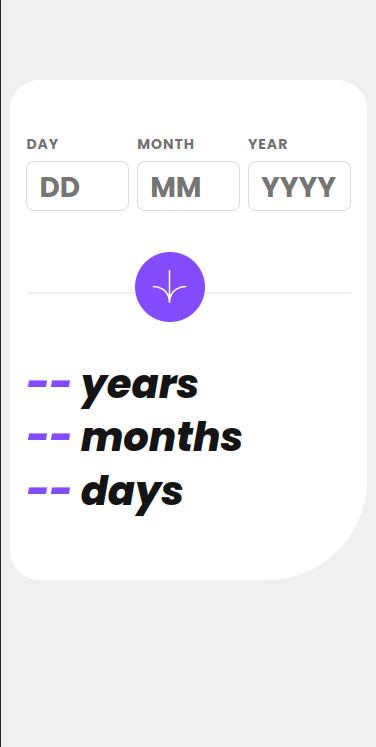 DAY MONTH YEAR
DD MM YYYY
-- years
-- months
-- days